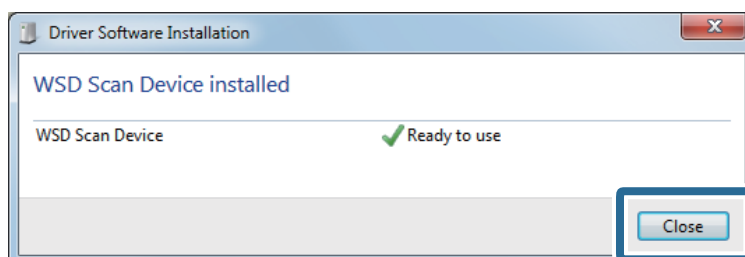 Driver Software Installation
WSD Scan Device installed
WSD Scan Device Ready to use
Close